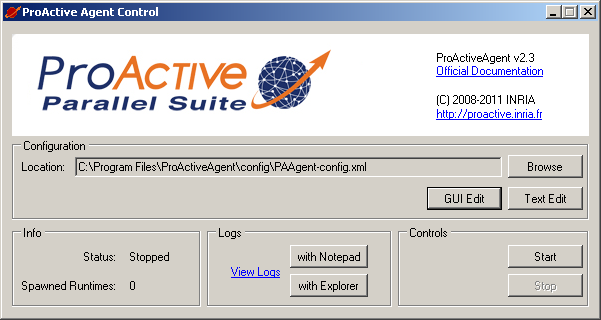 ProActive Agent Control
ProActive
Parallel Suite
ProActiveAgent v2.3
Official Documentation
(C) 2008-2011 INRIA
http://proactive.inria.fr
Configuration
Location: C:\Program Files\ProActiveAgent\config\PAAgent-config.xml Browse
GUI Edit Text Edit
Info Logs Controls
Status: Stopped with Notepad Start
View Logs
Spawned Runtimes: 0 with Explorer Stop